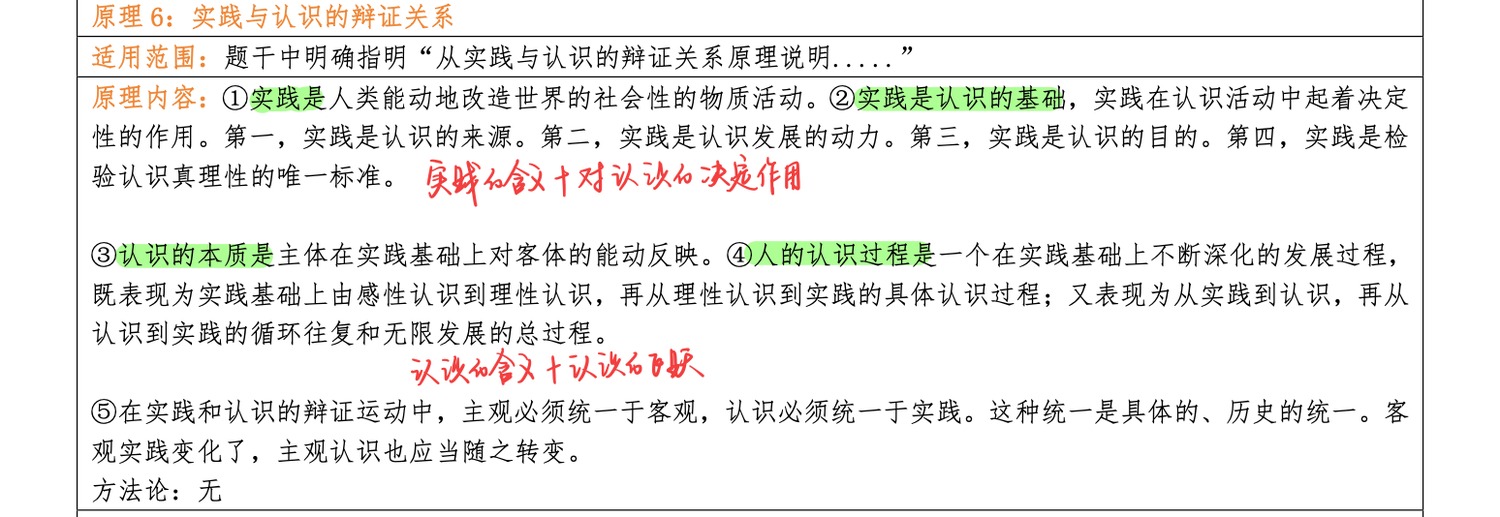 原理 6：实践与认识的辩证关系
适用范围：题干中明确指明“从实践与认识的辩证关系原理说明.....”
原理内容：①实践是人类能动地改造世界的社会性的物质活动。②实践是认识的基础，实践在认识活动中起着决定
性的作用。第一，实践是认识的来源。第二，实践是认识发展的动力。第三，实践是认识的目的。第四，实践是检
验认识真理性的唯一标准。
实践的含义+对认识的决定作用
③认识的本质是主体在实践基础上对客体的能动反映。④人的认识过程是一个在实践基础上不断深化的发展过程，
既表现为实践基础上由感性认识到理性认识，再从理性认识到实践的具体认识过程；又表现为从实践到认识，再从
认识到实践的循环往复和无限发展的总过程。
认识的含义+认识的
⑤在实践和认识的辩证运动中，主观必须统一于客观，认识必须统一于实践。这种统一是具体的、历史的统一。客
观实践变化了，主观认识也应当随之转变。
方法论：无